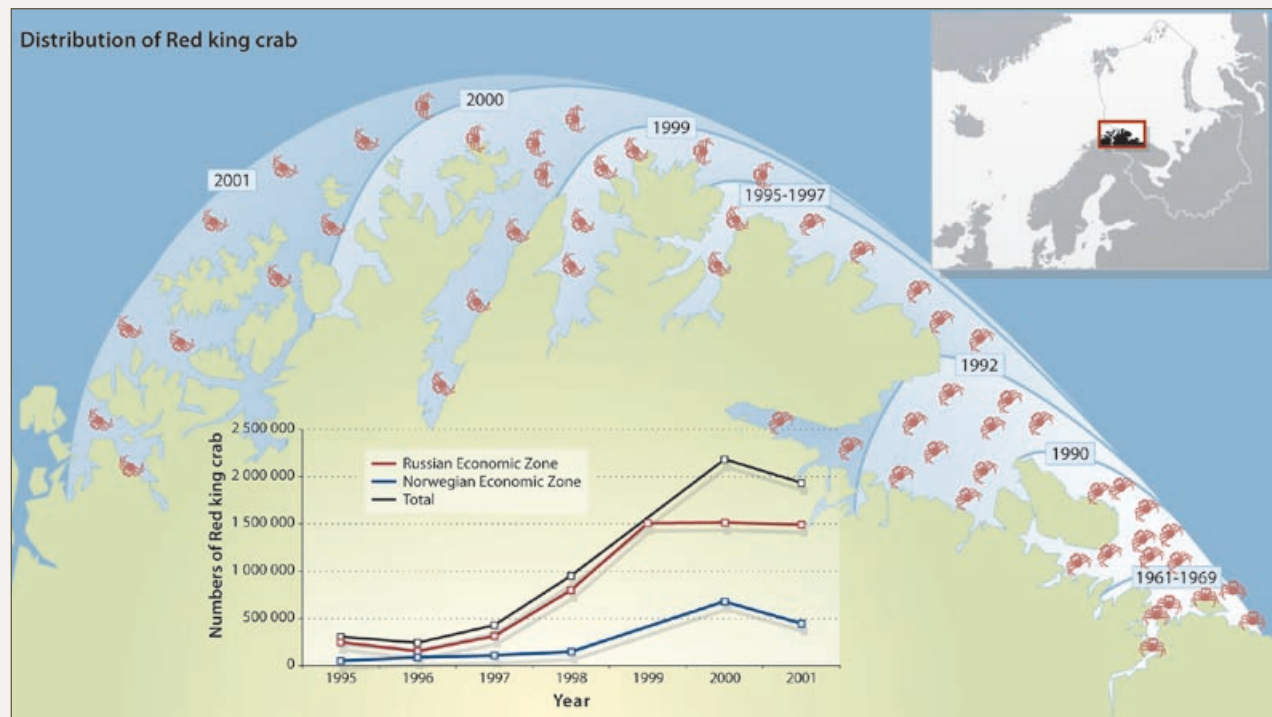 Distribution of Red king crab
2001
2000
1999
1995-1997
1992
1990
1961-1969
Numbers of Red king crab
2 500 000
2 000 000
1 500 000
1 000 000
500 000
0
Russian Economic Zone
Norwegian Economic Zone
Total
1995 1996 1997 1998 1999 2000 2001
Year